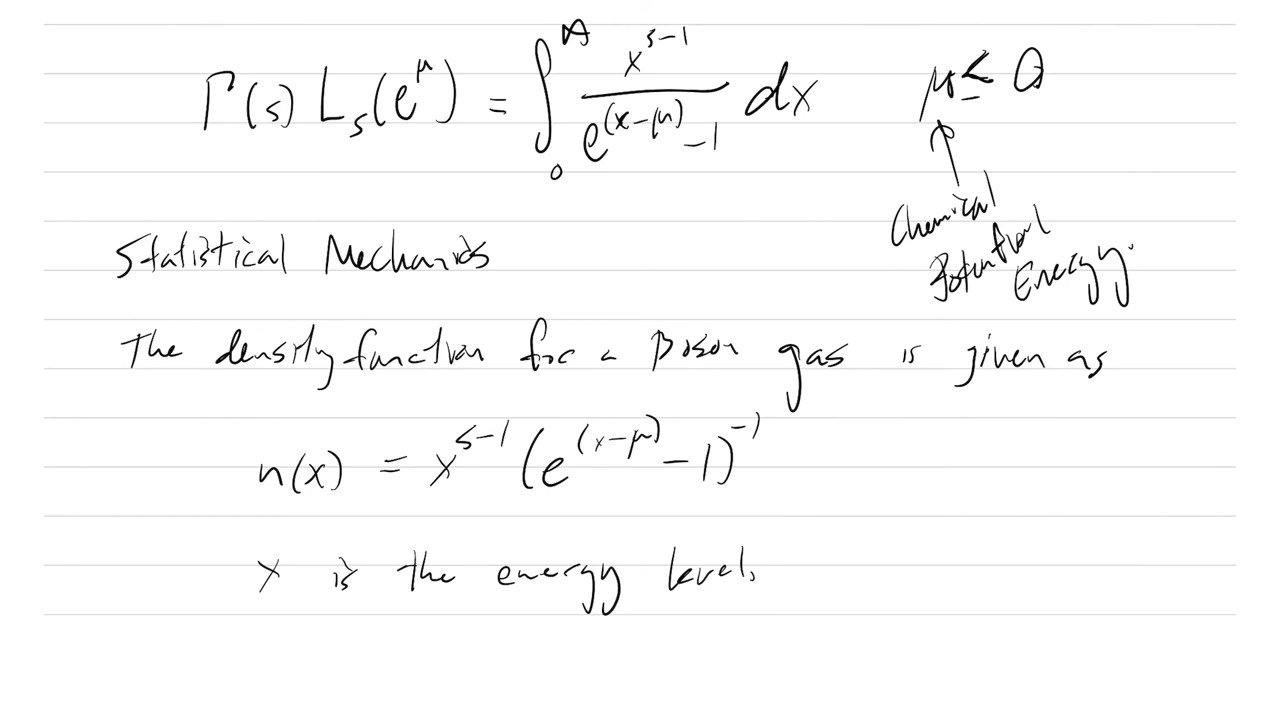 Γ(s) L_s(e^μ) = ∫_0^∞ x^{s-1} / (e^{(x-μ)} - 1) dx μ ≤ 0
Chemical
Potential
Energy.
Statistical Mechanics
The density function for a Boson gas is given as
n(x) = x^{s-1} (e^{(x-μ)} - 1)^{-1}
x is the energy level.